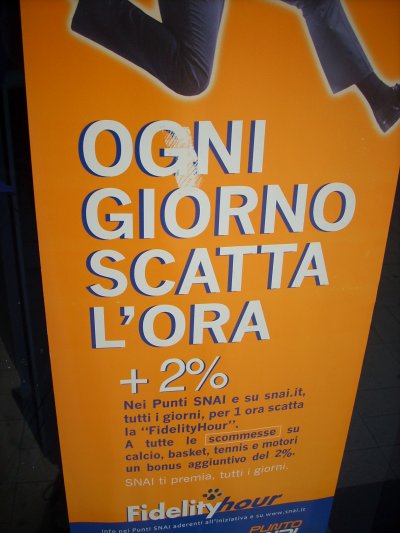 OGNI
GIORNO
SCATTA
L'ORA
+ 2%
Nei Punti SNAI e su snai.it,
tutti i giorni, per 1 ora scatta
la "FidelityHour".
A tutte le scommesse su
calcio, basket, tennis e motori
un bonus aggiuntivo del 2%.
SNAI ti premia, tutti i giorni.
Fidelityhour
Info nei Punti SNAI aderenti all'iniziativa e su www.snai.it
PUNTO
SNAI